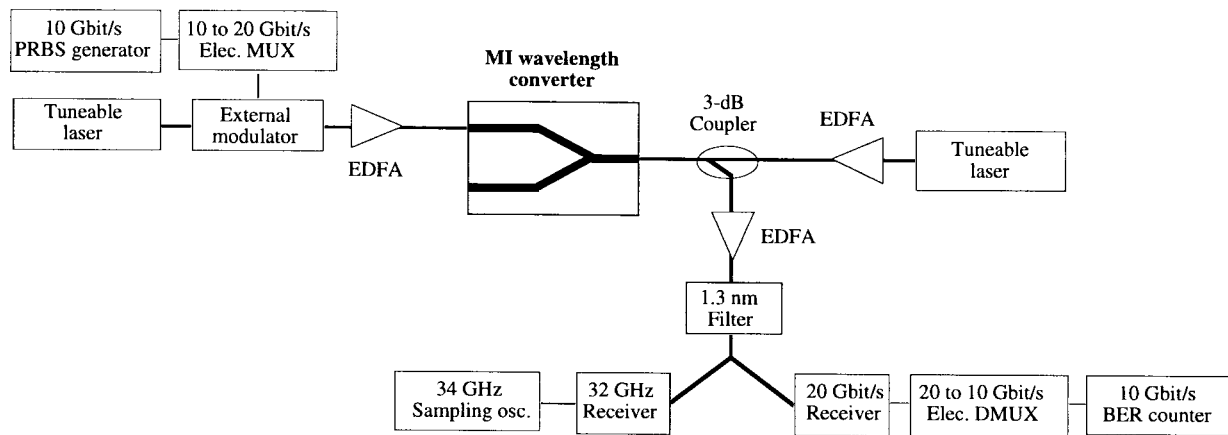 10 Gbit/s
PRBS generator
10 to 20 Gbit/s
Elec. MUX
MI wavelength
converter
Tuneable
laser
External
modulator
EDFA
3-dB
Coupler
EDFA
Tuneable
laser
EDFA
1.3 nm
Filter
34 GHz
Sampling osc.
32 GHz
Receiver
20 Gbit/s
Receiver
20 to 10 Gbit/s
Elec. DMUX
10 Gbit/s
BER counter